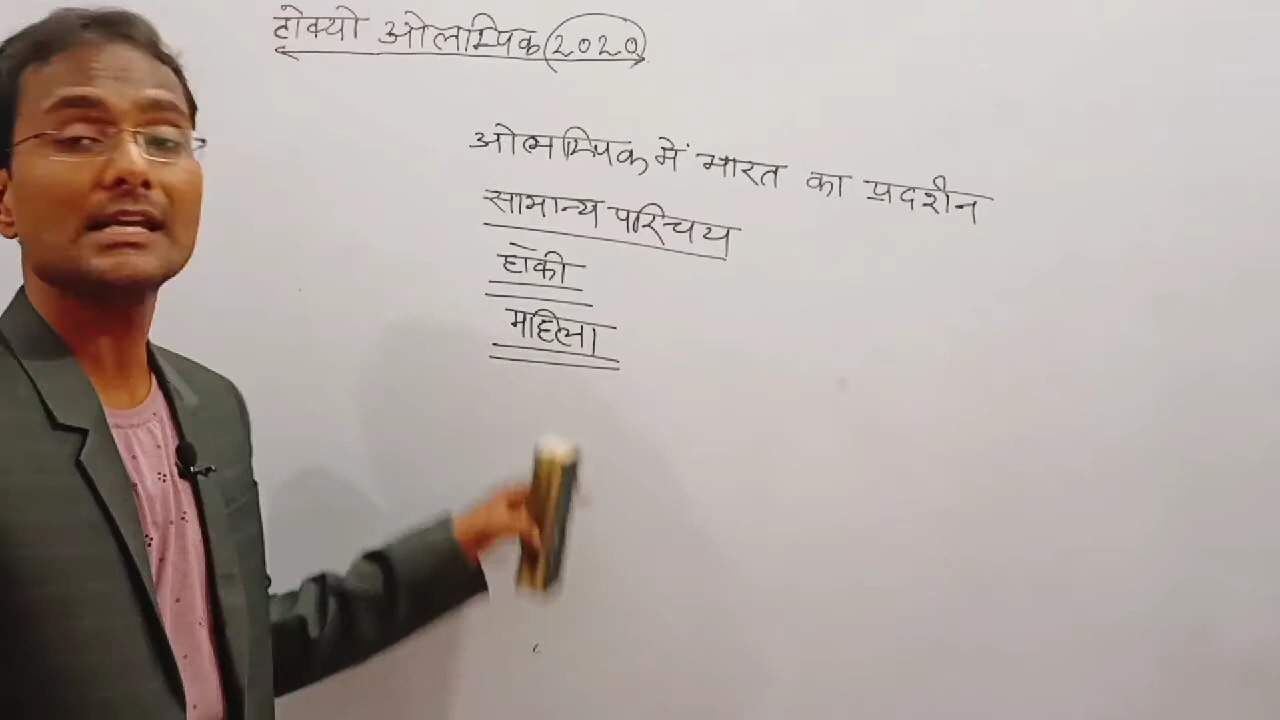 टोक्यो ओलम्पिक 2020
ओलम्पिक में भारत का प्रदर्शन
सामान्य परिचय
हॉकी
महिला